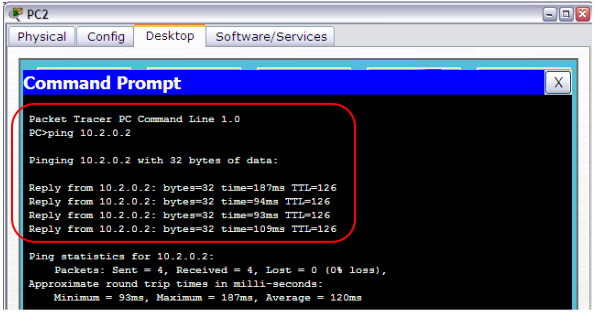 PC2
Physical Config Desktop Software/Services
Command Prompt
X
Packet Tracer PC Command Line 1.0
PC>ping 10.2.0.2
Pinging 10.2.0.2 with 32 bytes of data:
Reply from 10.2.0.2: bytes=32 time=187ms TTL=126
Reply from 10.2.0.2: bytes=32 time=94ms TTL=126
Reply from 10.2.0.2: bytes=32 time=93ms TTL=126
Reply from 10.2.0.2: bytes=32 time=109ms TTL=126
Ping statistics for 10.2.0.2:
Packets: Sent = 4, Received = 4, Lost = 0 (0% loss),
Approximate round trip times in milli-seconds:
Minimum = 93ms, Maximum = 187ms, Average = 120ms